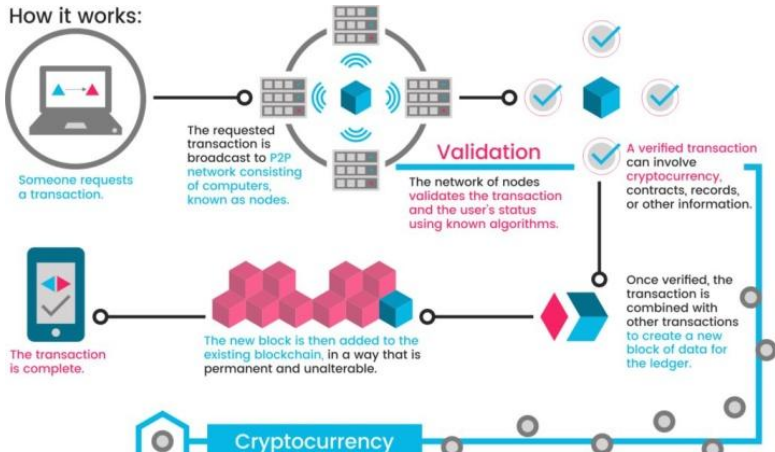 How it works:
Someone requests
a transaction.
The requested
transaction is
broadcast to P2P
network consisting
of computers,
known as nodes.
Validation
The network of nodes
validates the transaction
and the user's status
using known algorithms.
A verified transaction
can involve
cryptocurrency,
contracts, records,
or other information.
Once verified, the
transaction is
combined with
other transactions
to create a new
block of data for
the ledger.
The new block is then added to the
existing blockchain, in a way that is
permanent and unalterable.
The transaction
is complete.
Cryptocurrency